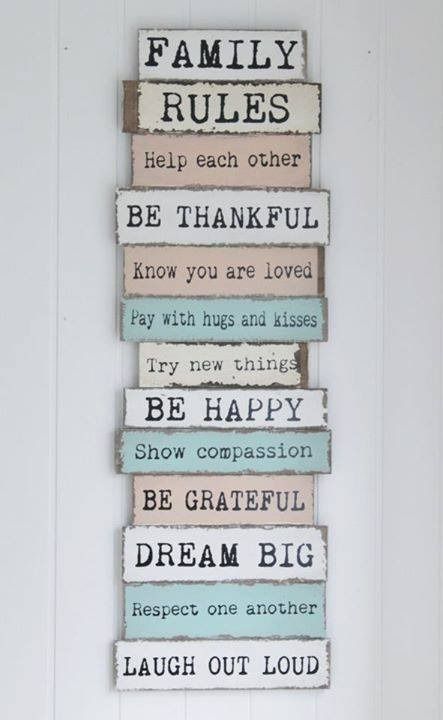 FAMILY
RULES
Help each other
BE THANKFUL
Know you are loved
Pay with hugs and kisses
Try new things
BE HAPPY
Show compassion
BE GRATEFUL
DREAM BIG
Respect one another
LAUGH OUT LOUD